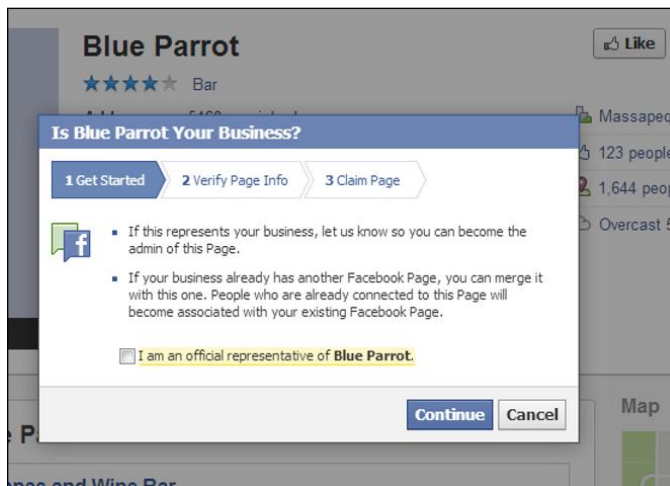 Blue Parrot
Like
Bar
Is Blue Parrot Your Business?
1 Get Started 2 Verify Page Info 3 Claim Page
If this represents your business, let us know so you can become the
admin of this Page.
If your business already has another Facebook Page, you can merge it
with this one. People who are already connected to this Page will
become associated with your existing Facebook Page.
I am an official representative of Blue Parrot.
Continue Cancel
123 people
1,644
Overcast
Map
and Wine Bar